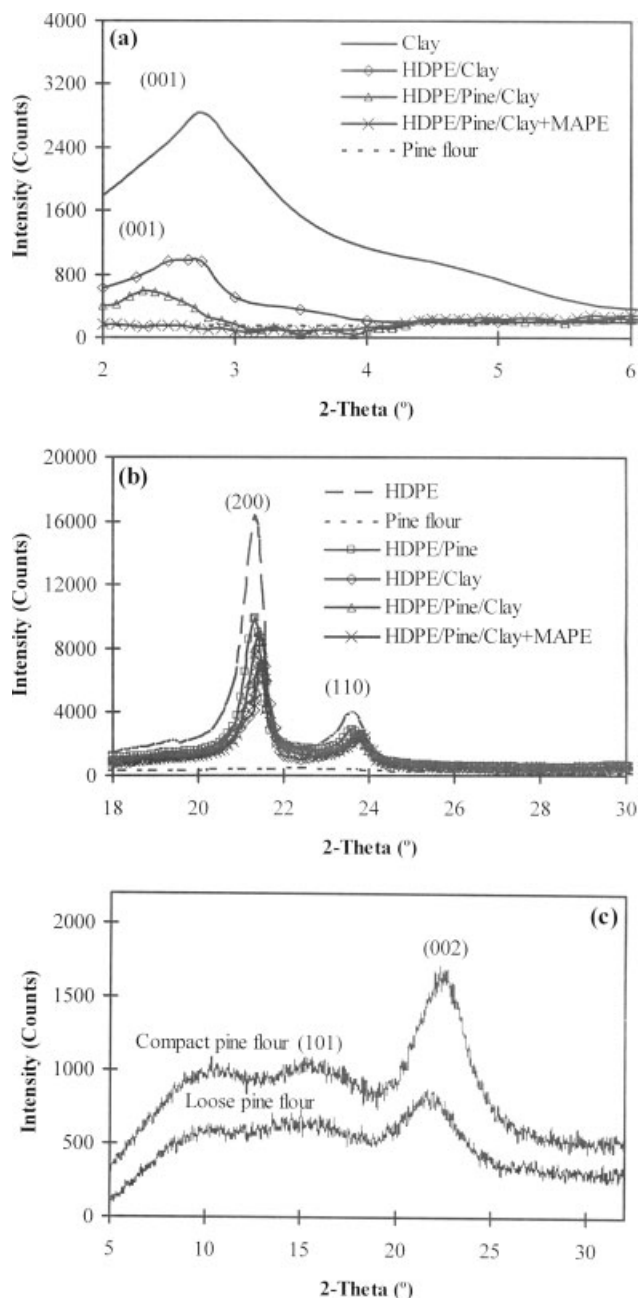 (a)
4000
3200
2400
1600
800
0
Intensity (Counts)
(001)
(001)
Clay
HDPE/Clay
HDPE/Pine/Clay
HDPE/Pine/Clay+MAPE
Pine flour
2 3 4 5 6
2-Theta (º)
(b)
20000
16000
12000
8000
4000
0
Intensity (Counts)
(200)
(110)
HDPE
Pine flour
HDPE/Pine
HDPE/Clay
HDPE/Pine/Clay
HDPE/Pine/Clay+MAPE
18 20 22 24 26 28 30
2-Theta (º)
(c)
2000
1500
1000
500
0
Intensity (Counts)
(002)
Compact pine flour (101)
Loose pine flour
5 10 15 20 25 30
2-Theta (º)